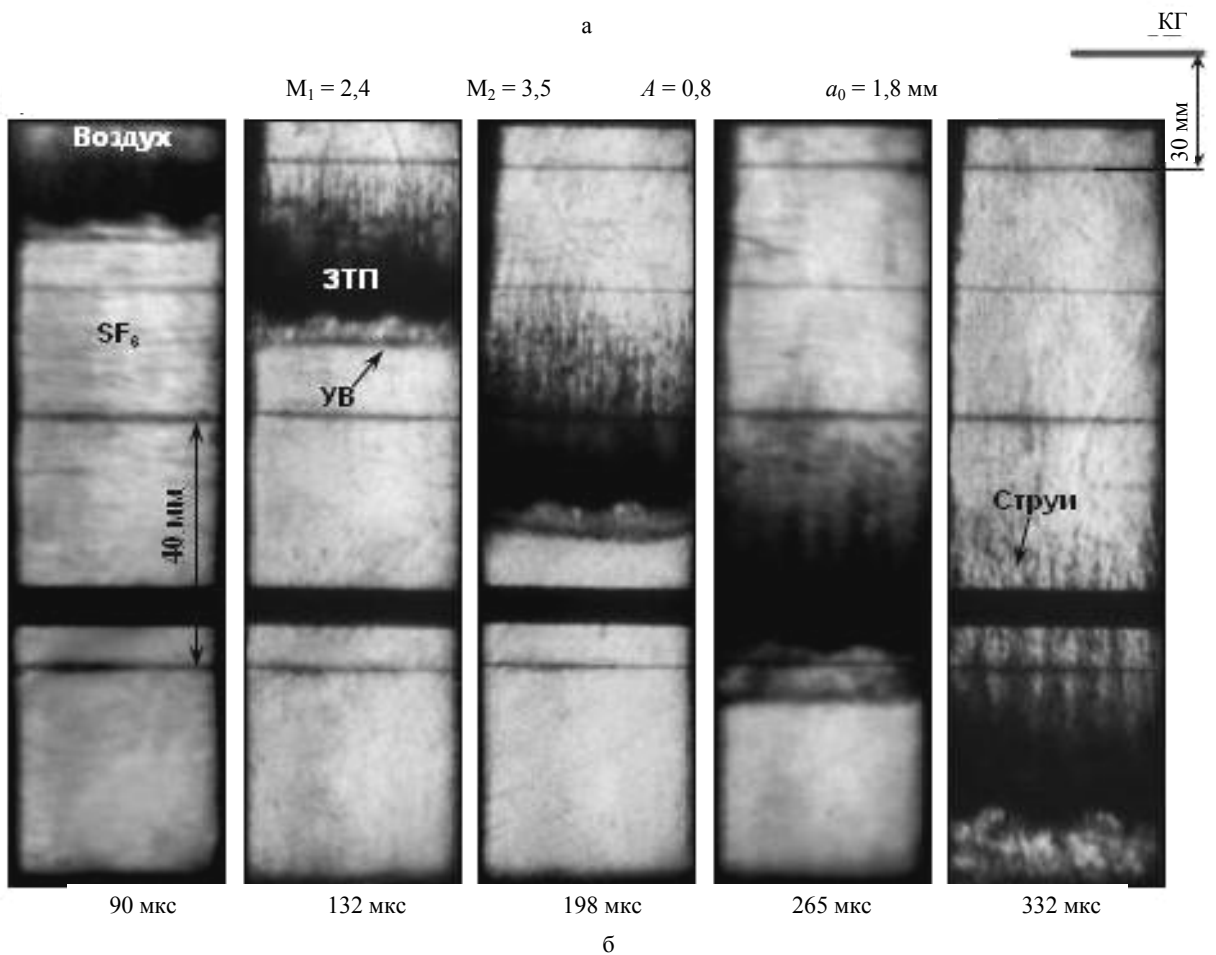 а
КГ
M₁ = 2,4 M₂ = 3,5 A = 0,8 a₀ = 1,8 мм
30 мм
Воздух
ЗТП
SF₆
УВ
40 мм
Струи
90 мкс 132 мкс 198 мкс 265 мкс 332 мкс
б